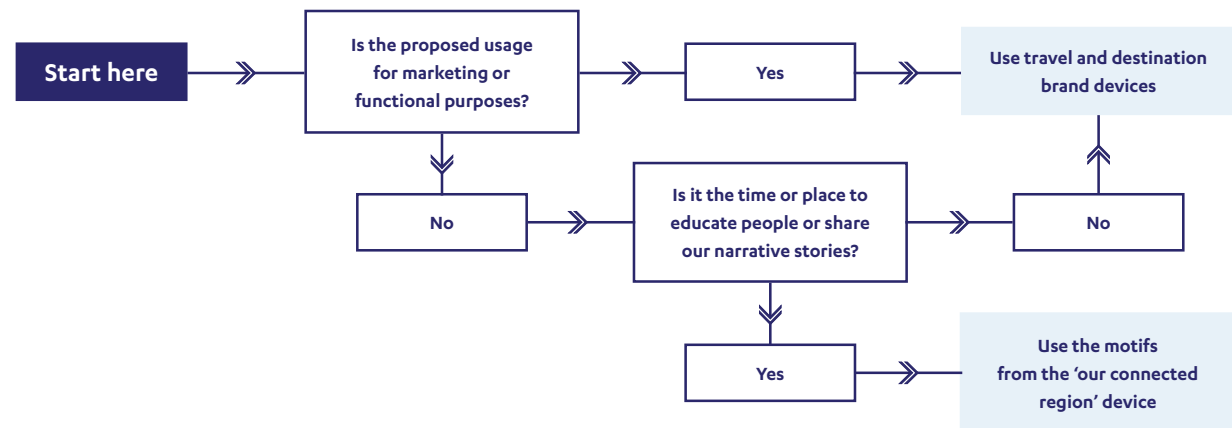 Start here
Is the proposed usage
for marketing or
functional purposes?
Yes
Use travel and destination
brand devices
No
Is it the time or place to
educate people or share
our narrative stories?
No
Yes
Use the motifs
from the ‘our connected
region’ device